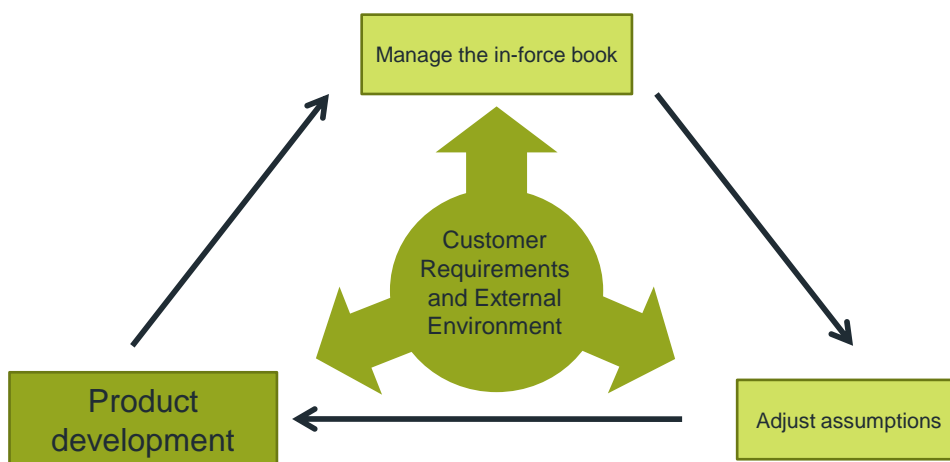 Manage the in-force book
Customer
Requirements
and External
Environment
Product
development
Adjust assumptions